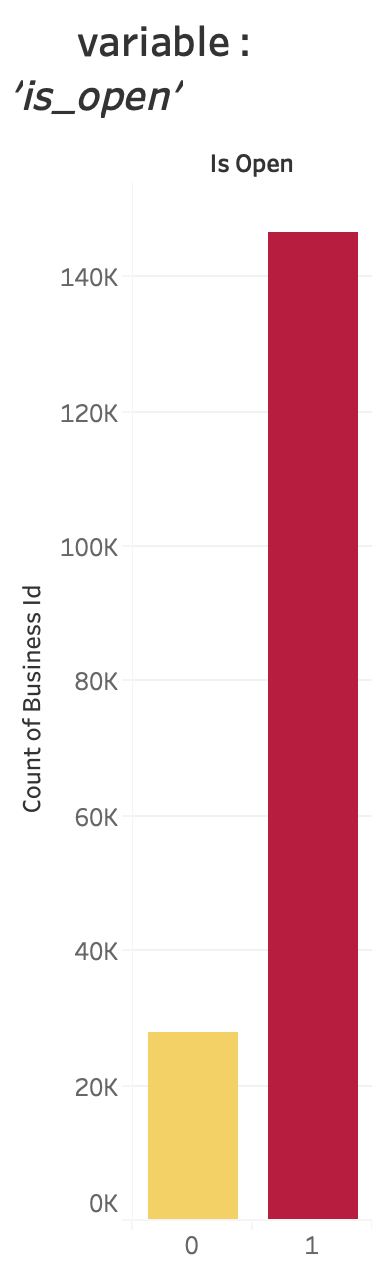 variable :
‘is_open’
Is Open
140K
120K
100K
80K
60K
40K
20K
0K
Count of Business Id
0 1